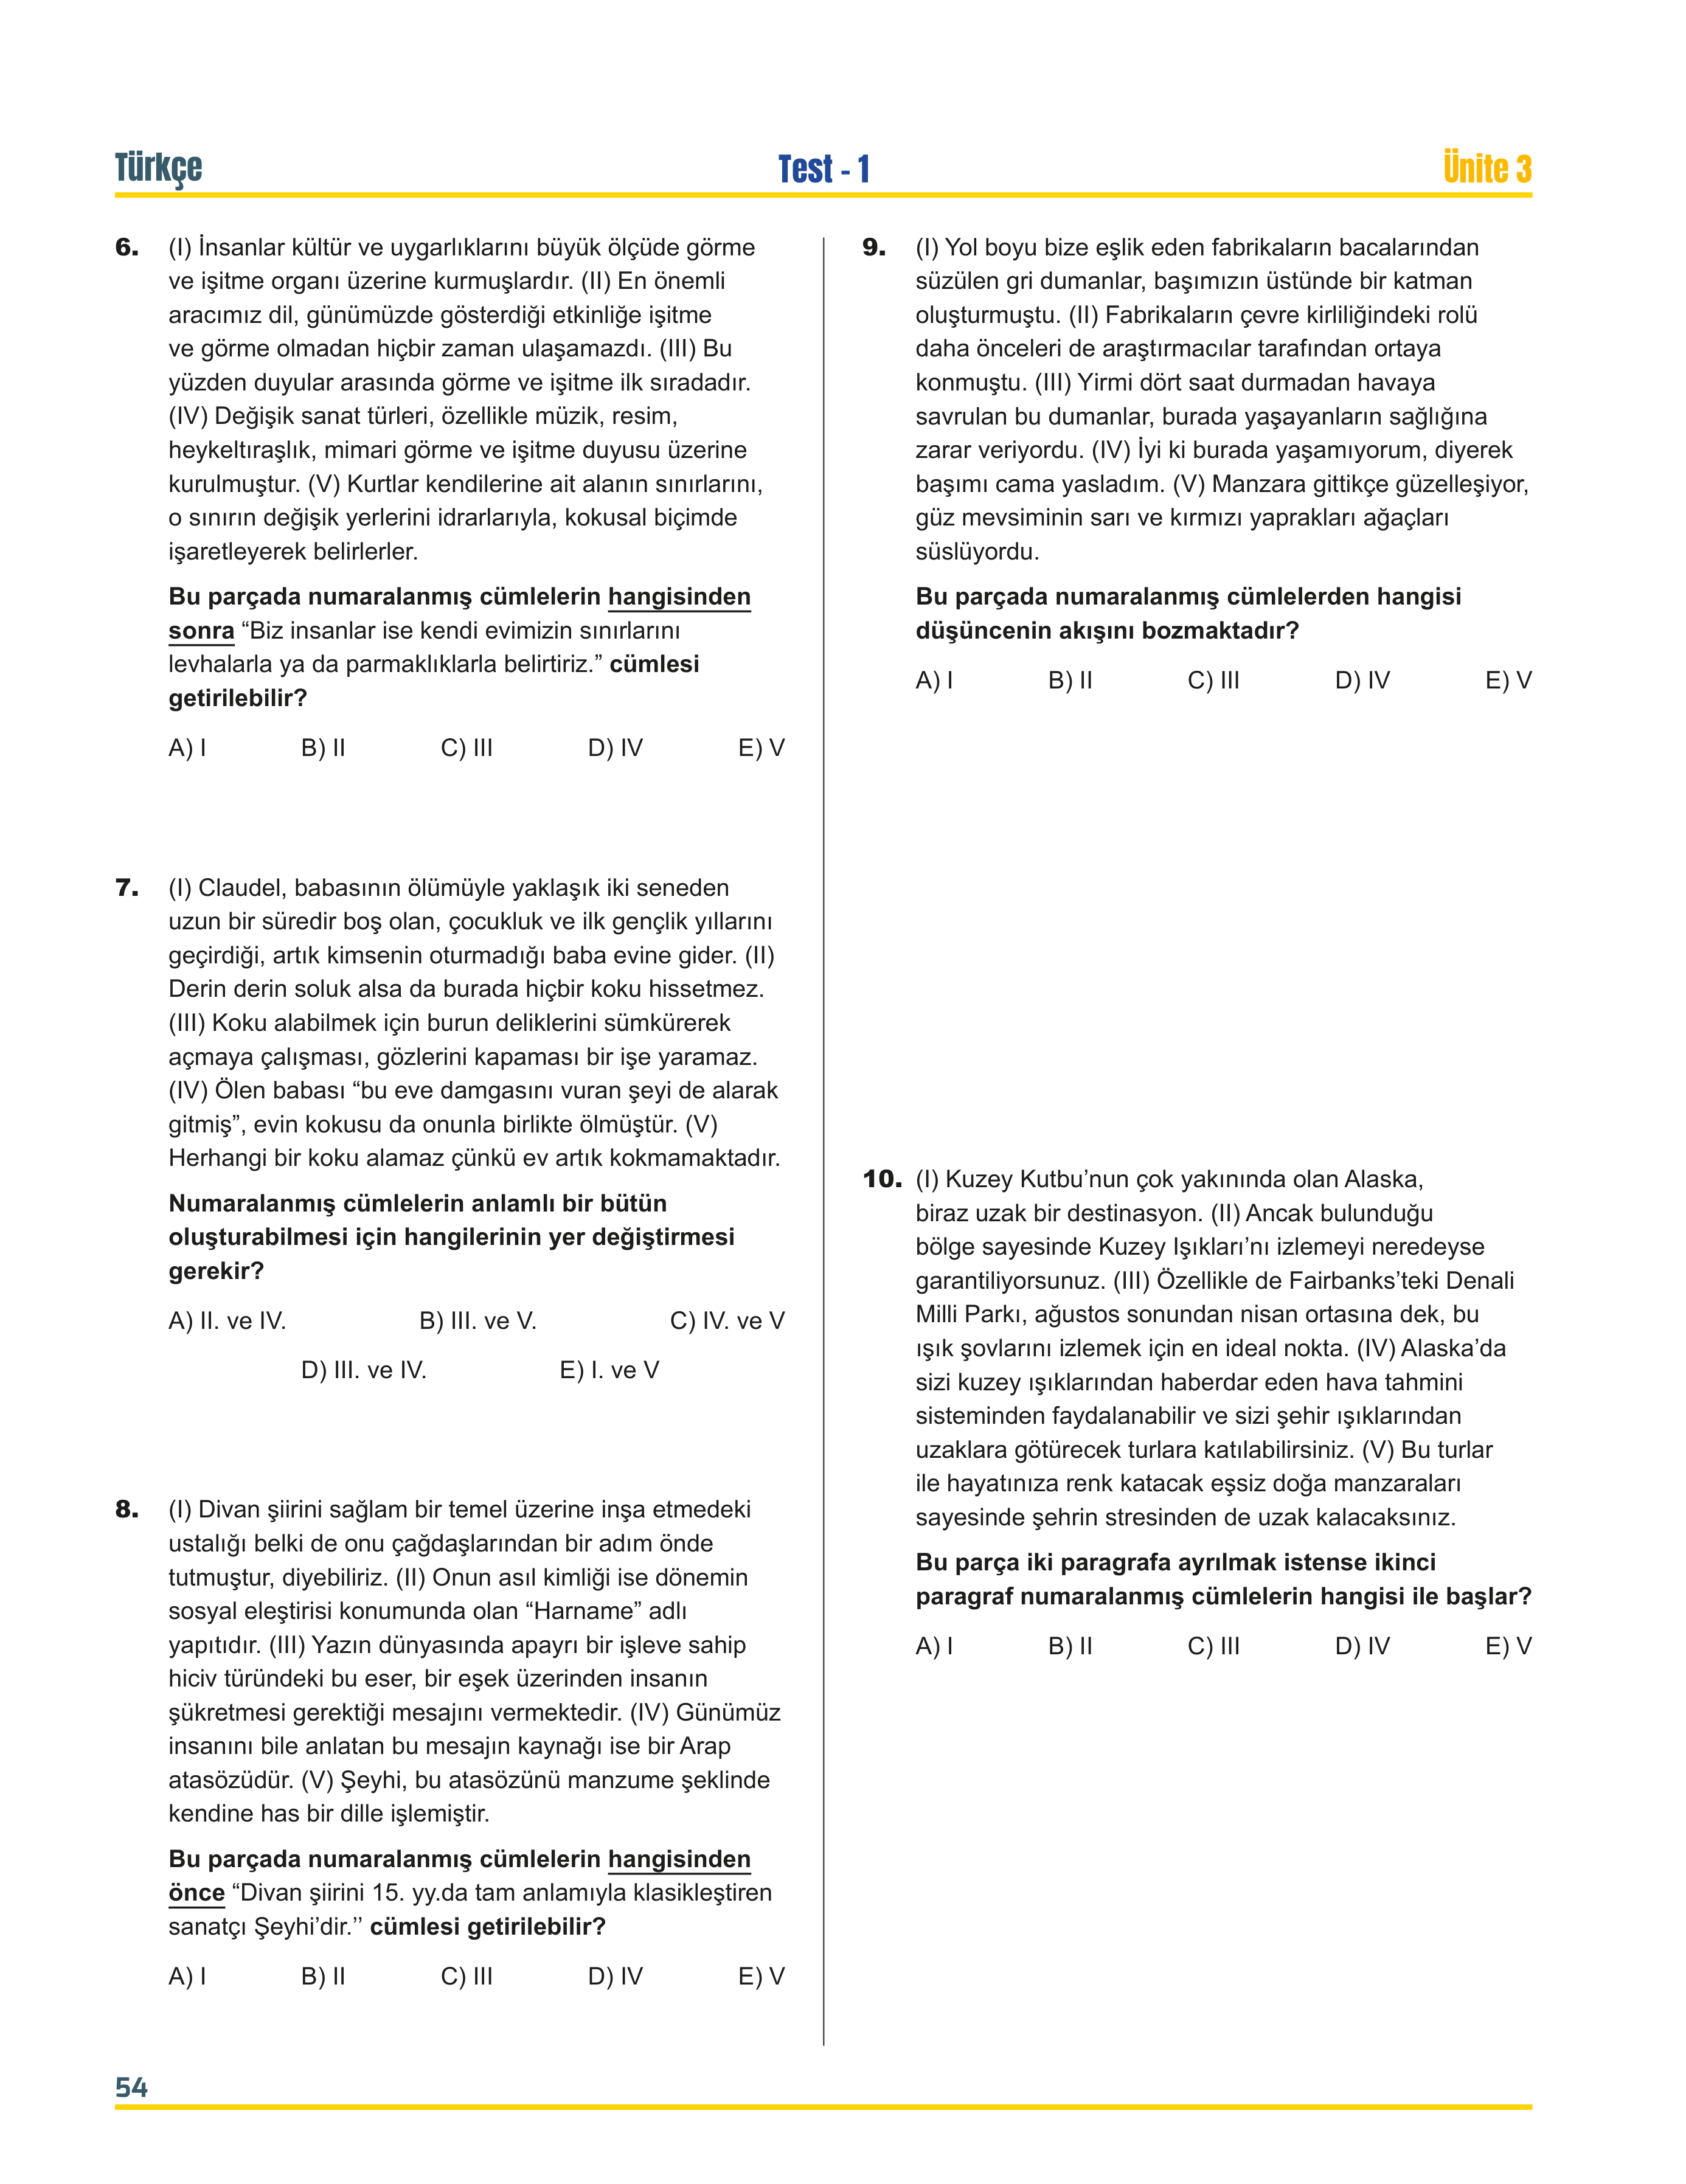 Türkçe
Test - 1
Ünite 3
6. (I) İnsanlar kültür ve uygarlıklarını büyük ölçüde görme
ve işitme organı üzerine kurmuşlardır. (II) En önemli
aracımız dil, günümüzde gösterdiği etkinliğe işitme
ve görme olmadan hiçbir zaman ulaşamazdı. (III) Bu
yüzden duyular arasında görme ve işitme ilk sıradadır.
(IV) Değişik sanat türleri, özellikle müzik, resim,
heykeltıraşlık, mimari görme ve işitme duyusu üzerine
kurulmuştur. (V) Kurtlar kendilerine ait alanın sınırlarını,
o sınırın değişik yerlerini idrarlarıyla, kokusal biçimde
işaretleyerek belirlerler.
Bu parçada numaralanmış cümlelerin hangisinden
sonra “Biz insanlar ise kendi evimizin sınırlarını
levhalarla ya da parmaklıklarla belirtiriz.” cümlesi
getirilebilir?
A) I B) II C) III D) IV E) V
7. (I) Claudel, babasının ölümüyle yaklaşık iki seneden
uzun bir süredir boş olan, çocukluk ve ilk gençlik yıllarını
geçirdiği, artık kimsenin oturmadığı baba evine gider. (II)
Derin derin soluk alsa da burada hiçbir koku hissetmez.
(III) Koku alabilmek için burun deliklerini sümkürerek
açmaya çalışması, gözlerini kapaması bir işe yaramaz.
(IV) Ölen babası “bu eve damgasını vuran şeyi de alarak
gitmiş”, evin kokusu da onunla birlikte ölmüştür. (V)
Herhangi bir koku alamaz çünkü ev artık kokmamaktadır.
Numaralanmış cümlelerin anlamlı bir bütün
oluşturabilmesi için hangilerinin yer değiştirmesi
gerekir?
A) II. ve IV. B) III. ve V. C) IV. ve V
D) III. ve IV. E) I. ve V
8. (I) Divan şiirini sağlam bir temel üzerine inşa etmedeki
ustalığı belki de onu çağdaşlarından bir adım önde
tutmuştur, diyebiliriz. (II) Onun asıl kimliği ise dönemin
sosyal eleştirisi konumunda olan “Harname” adlı
yapıtıdır. (III) Yazın dünyasında apayrı bir işleve sahip
hiciv türündeki bu eser, bir eşek üzerinden insanın
şükretmesi gerektiği mesajını vermektedir. (IV) Günümüz
insanını bile anlatan bu mesajın kaynağı ise bir Arap
atasözüdür. (V) Şeyhi, bu atasözünü manzume şeklinde
kendine has bir dille işlemiştir.
Bu parçada numaralanmış cümlelerin hangisinden
önce “Divan şiirini 15. yy.da tam anlamıyla klasikleştiren
sanatçı Şeyhi’dir.’’ cümlesi getirilebilir?
A) I B) II C) III D) IV E) V
9. (I) Yol boyu bize eşlik eden fabrikaların bacalarından
süzülen gri dumanlar, başımızın üstünde bir katman
oluşturmuştu. (II) Fabrikaların çevre kirliliğindeki rolü
daha önceleri de araştırmacılar tarafından ortaya
konmuştu. (III) Yirmi dört saat durmadan havaya
savrulan bu dumanlar, burada yaşayanların sağlığına
zarar veriyordu. (IV) İyi ki burada yaşamıyorum, diyerek
başımı cama yasladım. (V) Manzara gittikçe güzelleşiyor,
güz mevsiminin sarı ve kırmızı yaprakları ağaçları
süslüyordu.
Bu parçada numaralanmış cümlelerden hangisi
düşüncenin akışını bozmaktadır?
A) I B) II C) III D) IV E) V
10. (I) Kuzey Kutbu’nun çok yakınında olan Alaska,
biraz uzak bir destinasyon. (II) Ancak bulunduğu
bölge sayesinde Kuzey Işıkları’nı izlemeyi neredeyse
garantiliyorsunuz. (III) Özellikle de Fairbanks’teki Denali
Milli Parkı, ağustos sonundan nisan ortasına dek, bu
ışık şovlarını izlemek için en ideal nokta. (IV) Alaska’da
sizi kuzey ışıklarından haberdar eden hava tahmini
sisteminden faydalanabilir ve sizi şehir ışıklarından
uzaklara götürecek turlara katılabilirsiniz. (V) Bu turlar
ile hayatınıza renk katacak eşsiz doğa manzaraları
sayesinde şehrin stresinden de uzak kalacaksınız.
Bu parça iki paragrafa ayrılmak istense ikinci
paragraf numaralanmış cümlelerin hangisi ile başlar?
A) I B) II C) III D) IV E) V
54